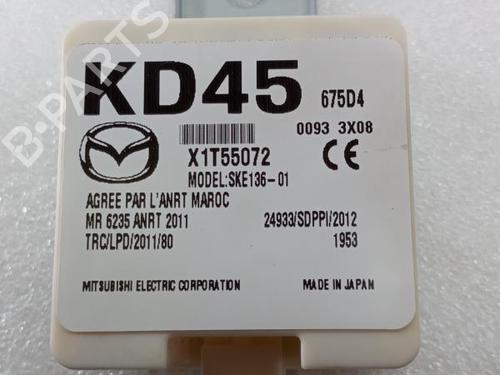 KD45 675D4
0093 3X08
X1T55072
MODEL:SKE136-01
CE
AGREE PAR L'ANRT MAROC
MR 6235 ANRT 2011 24933/SDPPI/2012
TRC/LPD/2011/80 1953
MITSUBISHI ELECTRIC CORPORATION MADE IN JAPAN
B-PARTS